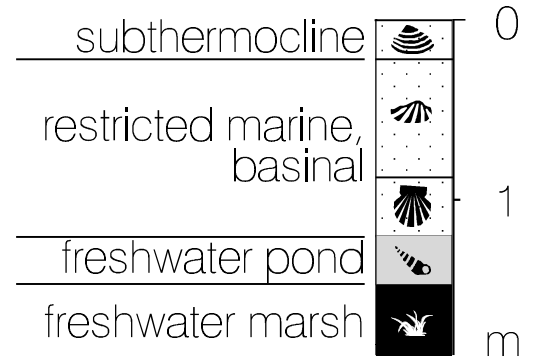 subthermocline 0
restricted marine,
basinal
1
freshwater pond
freshwater marsh
m